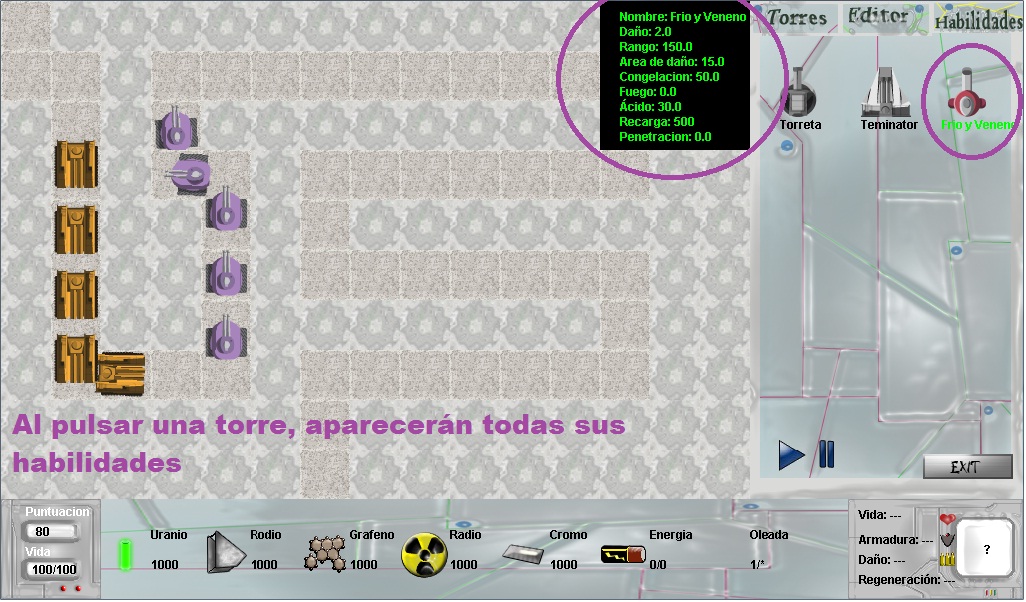 Nombre: Frio y Veneno
Daño: 2.0
Rango: 150.0
Area de daño: 15.0
Congelacion: 50.0
Fuego: 0.0
Ácido: 30.0
Recarga: 500
Penetracion: 0.0
Torres
Editor
Habilidades
Torreta
Teminator
Frio y Veneno
Al pulsar una torre, aparecerán todas sus
habilidades
EXIT
Puntuacion
80
Vida
100/100
Uranio
1000
Rodio
1000
Grafeno
1000
Radio
1000
Cromo
1000
Energia
0/0
Oleada
1/*
Vida: ---
Armadura: ---
Daño: ---
Regeneración: ---
?